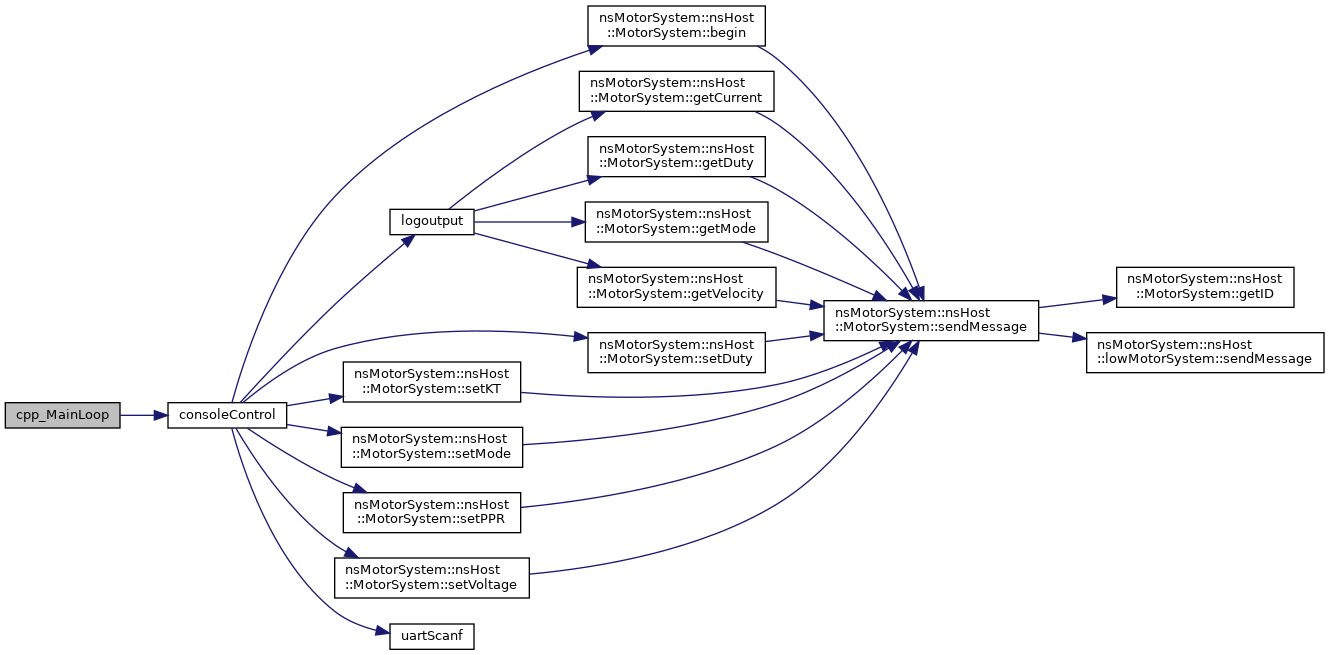 nsMotorSystem::nsHost
::MotorSystem::begin
nsMotorSystem::nsHost
::MotorSystem::getCurrent
nsMotorSystem::nsHost
::MotorSystem::getDuty
logoutput
nsMotorSystem::nsHost
::MotorSystem::getMode
nsMotorSystem::nsHost
::MotorSystem::getVelocity
nsMotorSystem::nsHost
::MotorSystem::sendMessage
nsMotorSystem::nsHost
::MotorSystem::getID
nsMotorSystem::nsHost
::lowMotorSystem::sendMessage
nsMotorSystem::nsHost
::MotorSystem::setDuty
nsMotorSystem::nsHost
::MotorSystem::setKT
cpp_MainLoop
consoleControl
nsMotorSystem::nsHost
::MotorSystem::setMode
nsMotorSystem::nsHost
::MotorSystem::setPPR
nsMotorSystem::nsHost
::MotorSystem::setVoltage
uartScanf